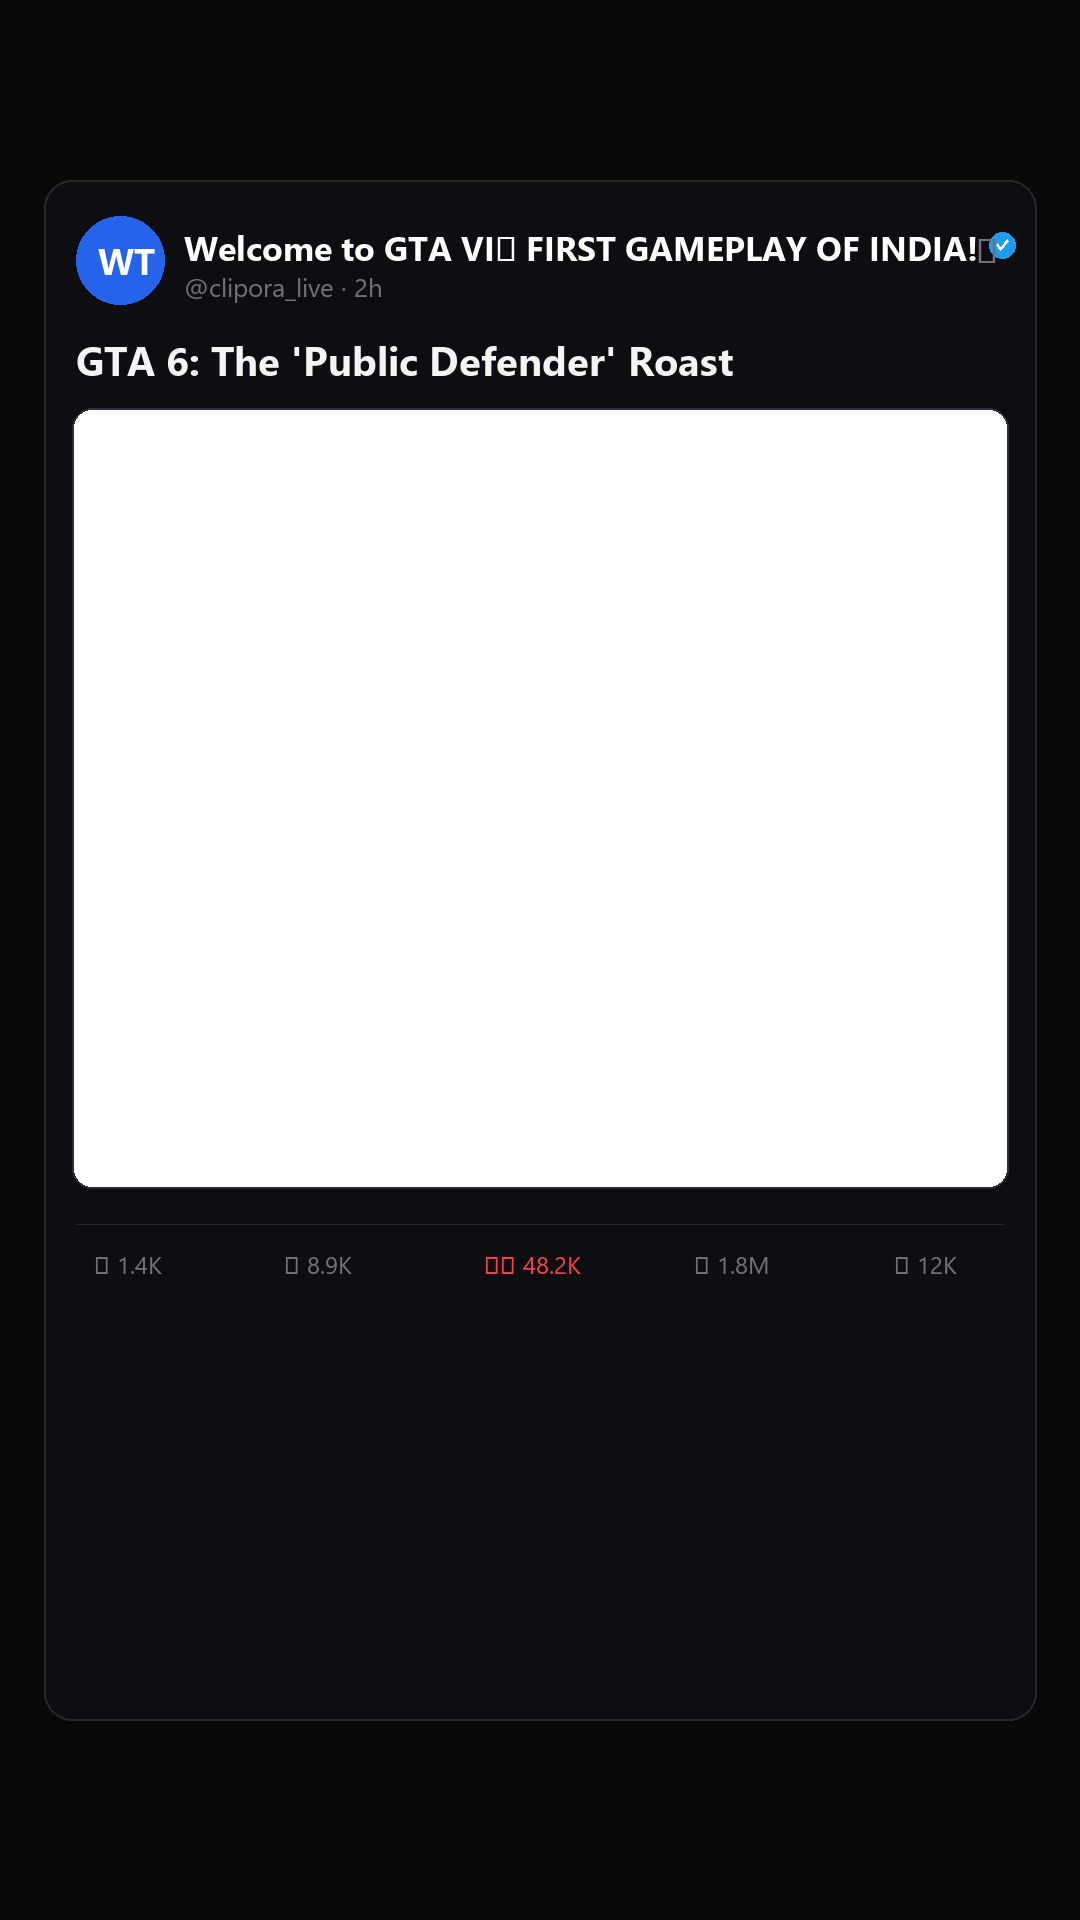 WT
Welcome to GTA VI▯ FIRST GAMEPLAY OF INDIA!▯
@clipora_live · 2h
GTA 6: The 'Public Defender' Roast
▯ 1.4K ▯ 8.9K ▯▯ 48.2K ▯ 1.8M ▯ 12K